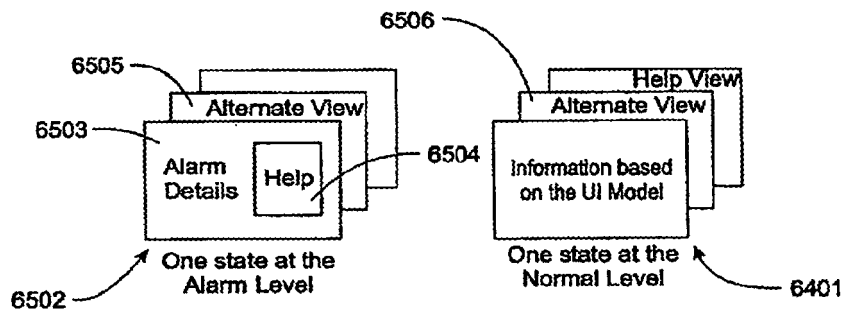 6505
6503
Alternate View
Alarm
Details
Help
6504
One state at the
Alarm Level
6502
6506
Help View
Alternate View
Information based
on the UI Model
One state at the
Normal Level
6401